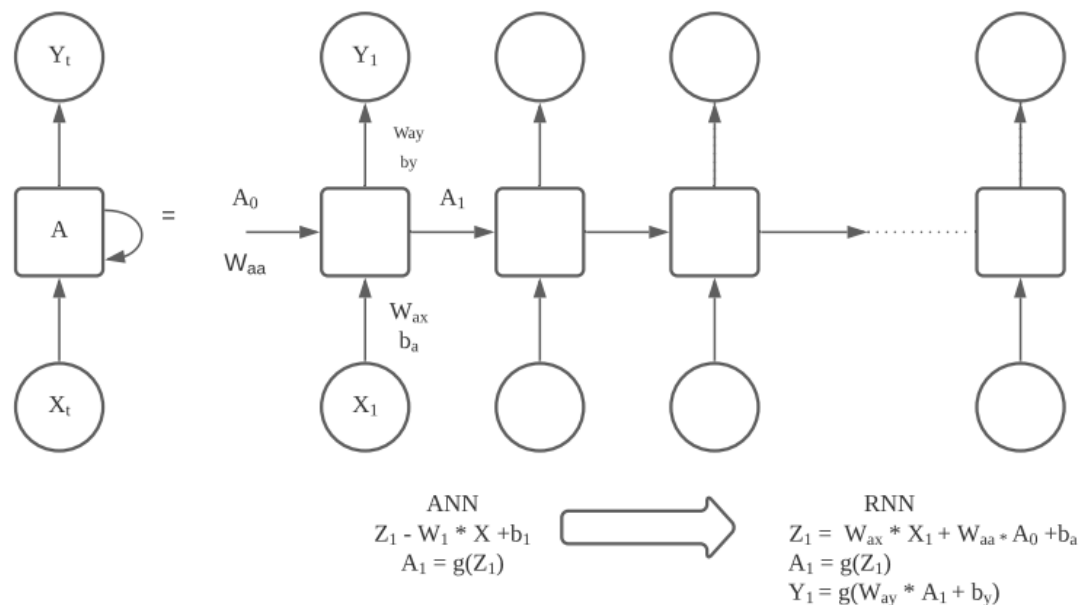 Yt
Y1
Way
by
A
=
A0
A1
Waa
Wax
ba
Xt
X1
ANN
Z1 - W1 * X +b1
A1 = g(Z1)
RNN
Z1 = Wax * X1 + Waa * A0 +ba
A1 = g(Z1)
Y1 = g(Way * A1 + by)